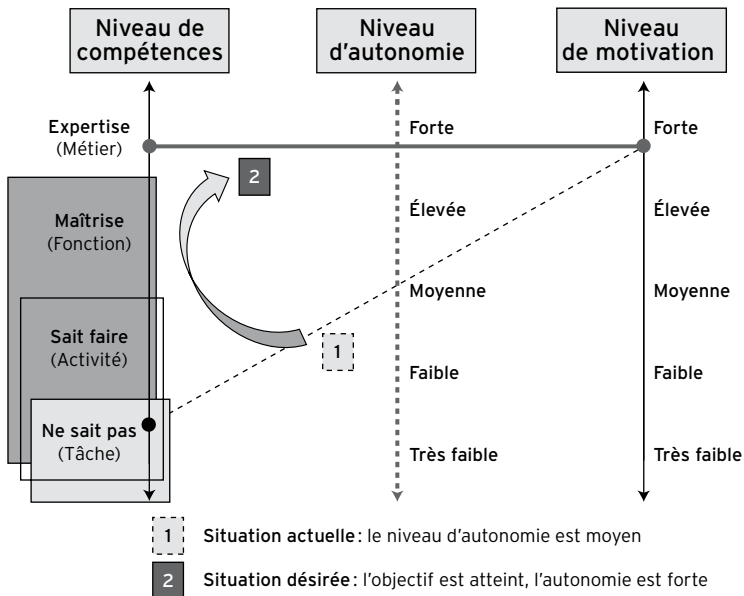 Niveau de
compétences
Niveau
d'autonomie
Niveau
de motivation
Expertise
(Métier)
Forte
Forte
2
Maîtrise
(Fonction)
Élevée
Élevée
Moyenne
Moyenne
Sait faire
(Activité)
1
Faible
Faible
Ne sait pas
(Tâche)
Très faible
Très faible
1 Situation actuelle : le niveau d'autonomie est moyen
2 Situation désirée : l'objectif est atteint, l'autonomie est forte